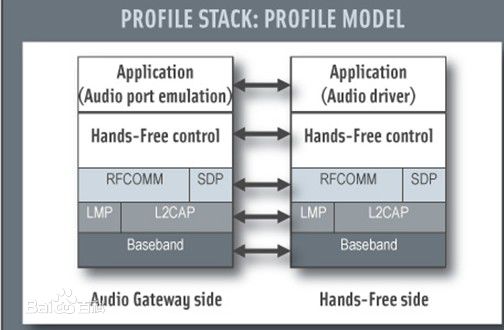 PROFILE STACK: PROFILE MODEL
Application
(Audio port emulation)
Application
(Audio driver)
Hands-Free control
Hands-Free control
RFCOMM
SDP
RFCOMM
SDP
LMP
L2CAP
LMP
L2CAP
Baseband
Baseband
Audio Gateway side
Hands-Free side
Bai百科